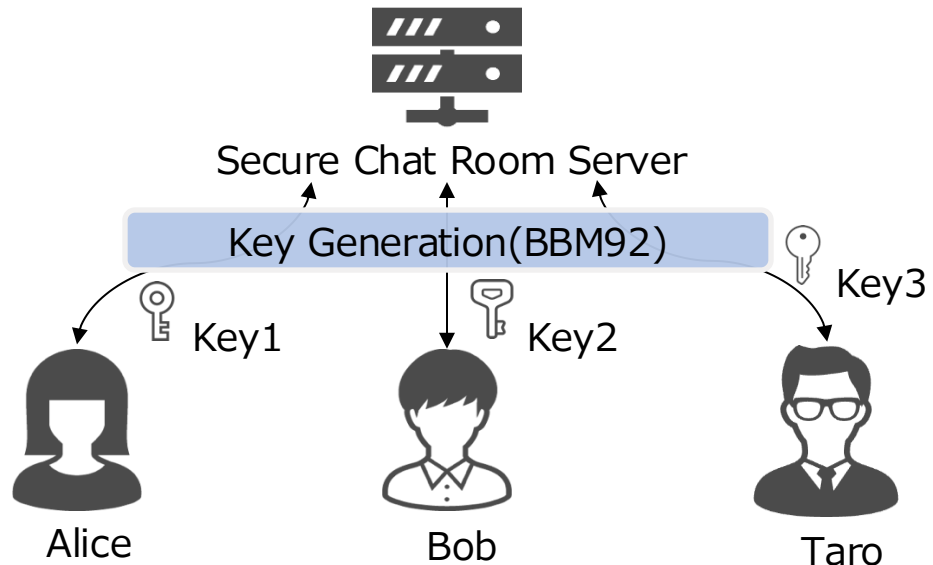 Secure Chat Room Server
Key Generation(BBM92)
Key1
Key2
Key3
Alice
Bob
Taro